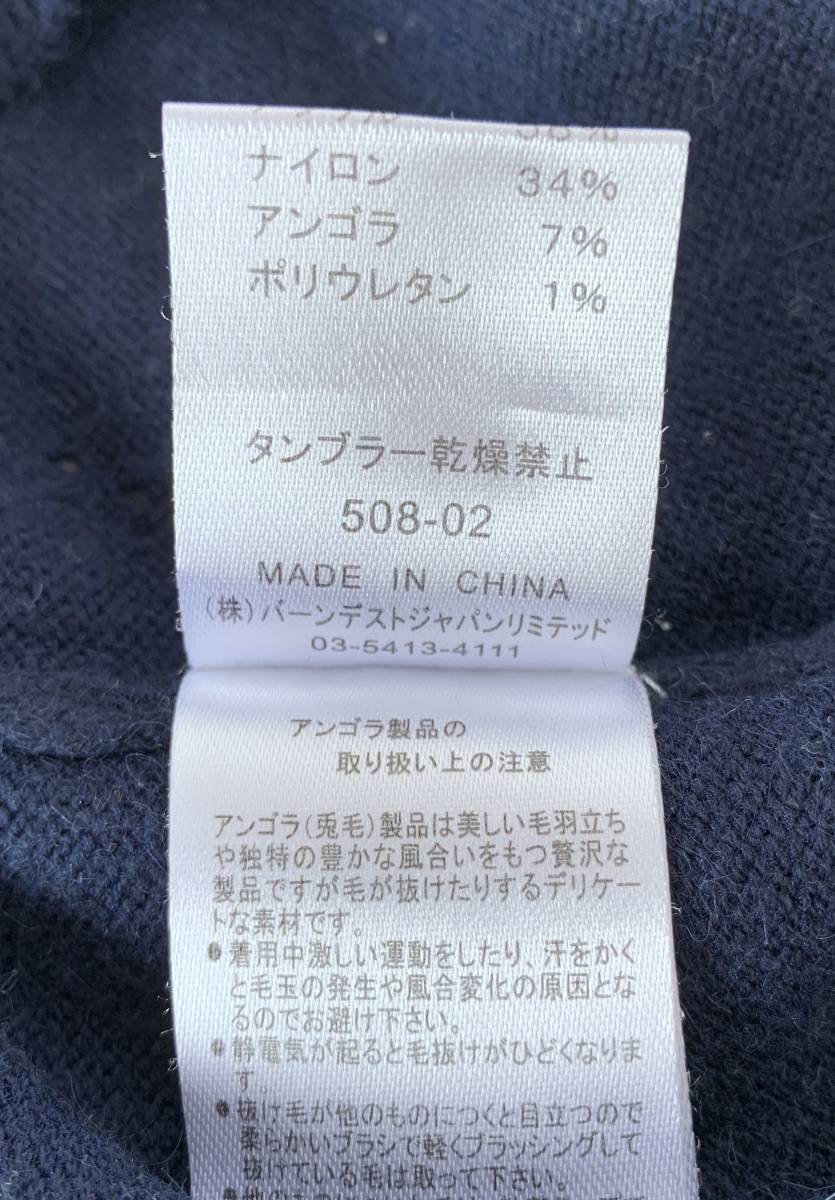 ナイロン 34%
アンゴラ 7%
ポリウレタン 1%
タンブラー乾燥禁止
508-02
MADE IN CHINA
(株)バーンデストジャパンリミテッド
03-5413-4111
アンゴラ製品の
取り扱い上の注意
アンゴラ(兎毛)製品は美しい毛羽立ち
や独特の豊かな風合いをもつ贅沢な
製品ですが毛が抜けたりするデリケー
トな素材です。
●着用中激しい運動をしたり、汗をかく
と毛玉の発生や風合変化の原因とな
るのでお避け下さい。
●静電気が起ると毛抜けがひどくなりま
す。
●抜け毛が他のものにつくと目立つので
柔らかいブラシで軽くブラッシングして
抜けている毛は取って下さい。